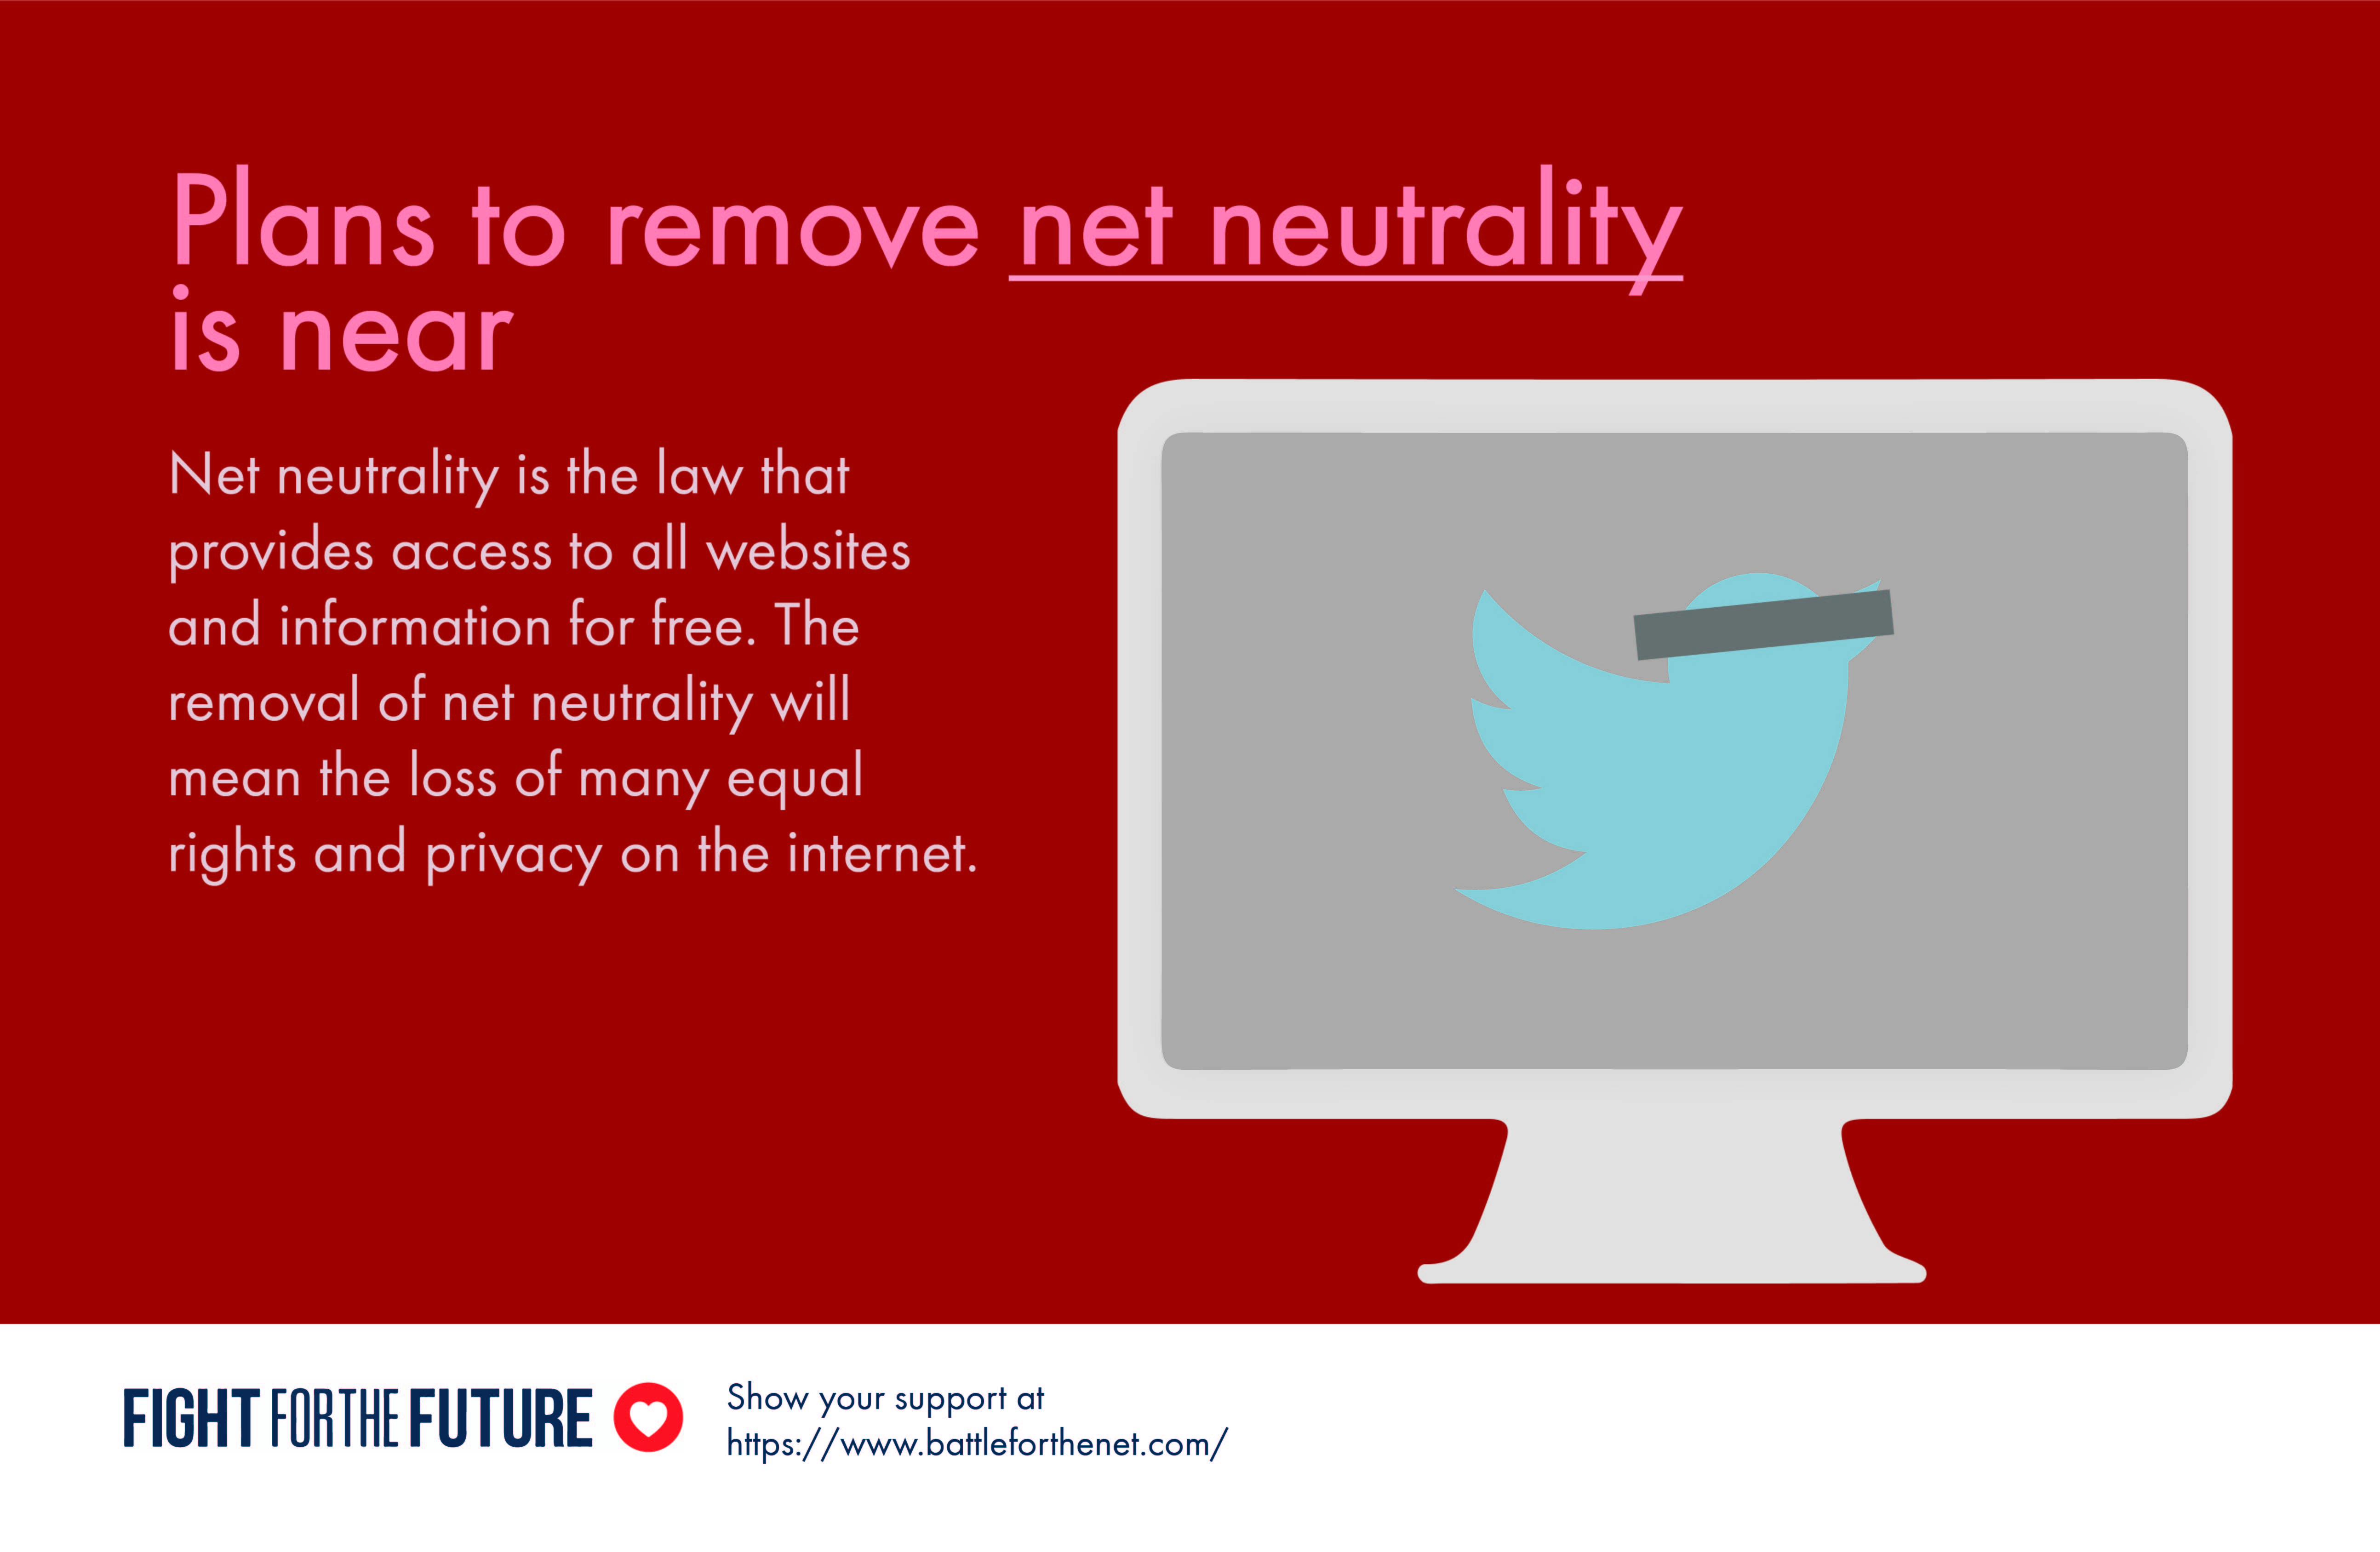 Plans to remove net neutrality
is near
Net neutrality is the law that
provides access to all websites
and information for free. The
removal of net neutrality will
mean the loss of many equal
rights and privacy on the internet.
FIGHT FOR THE FUTURE
Show your support at
https://www.battleforthenet.com/